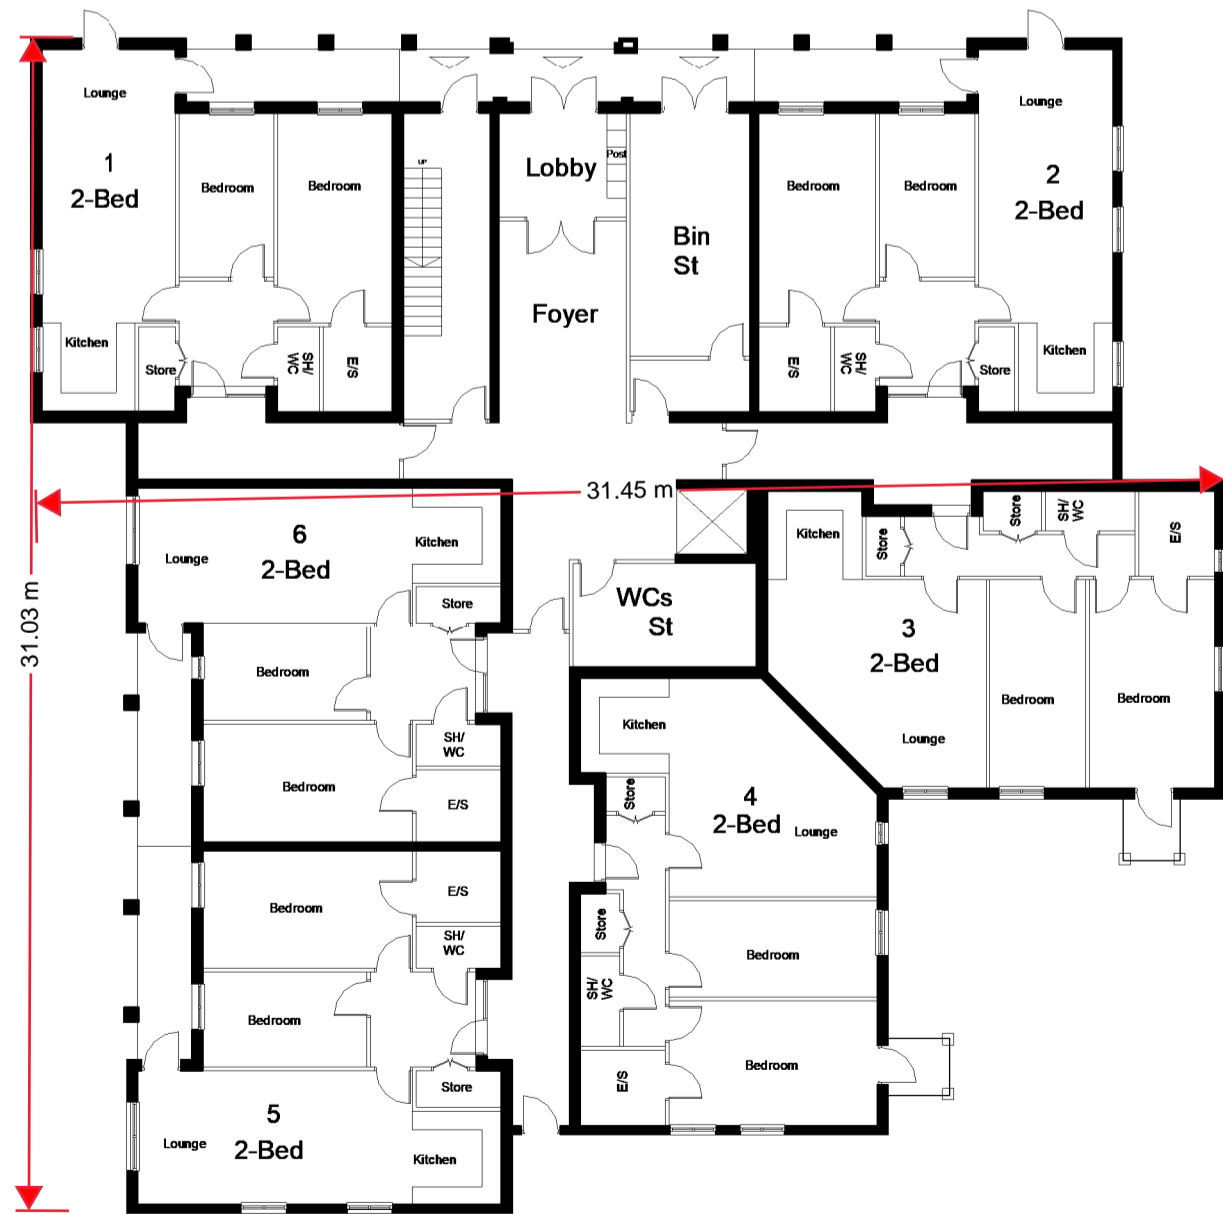 Lounge
1
2-Bed
Bedroom
Bedroom
Kitchen
Store
SH/
WC
E/S
UP
Lobby
Post
Foyer
Bin
St
Bedroom
Bedroom
Lounge
2
2-Bed
E/S
SH/
WC
Store
Kitchen
31.45 m
31.03 m
6
2-Bed
Lounge
Kitchen
Store
Bedroom
SH/
WC
Bedroom
E/S
WCs
St
Kitchen
Store
Store
SH/
WC
E/S
3
2-Bed
Bedroom
Bedroom
Lounge
Kitchen
Store
4
2-Bed
Lounge
Store
Bedroom
SH/
WC
Bedroom
E/S
E/S
Bedroom
SH/
WC
Bedroom
Store
5
2-Bed
Lounge
Kitchen